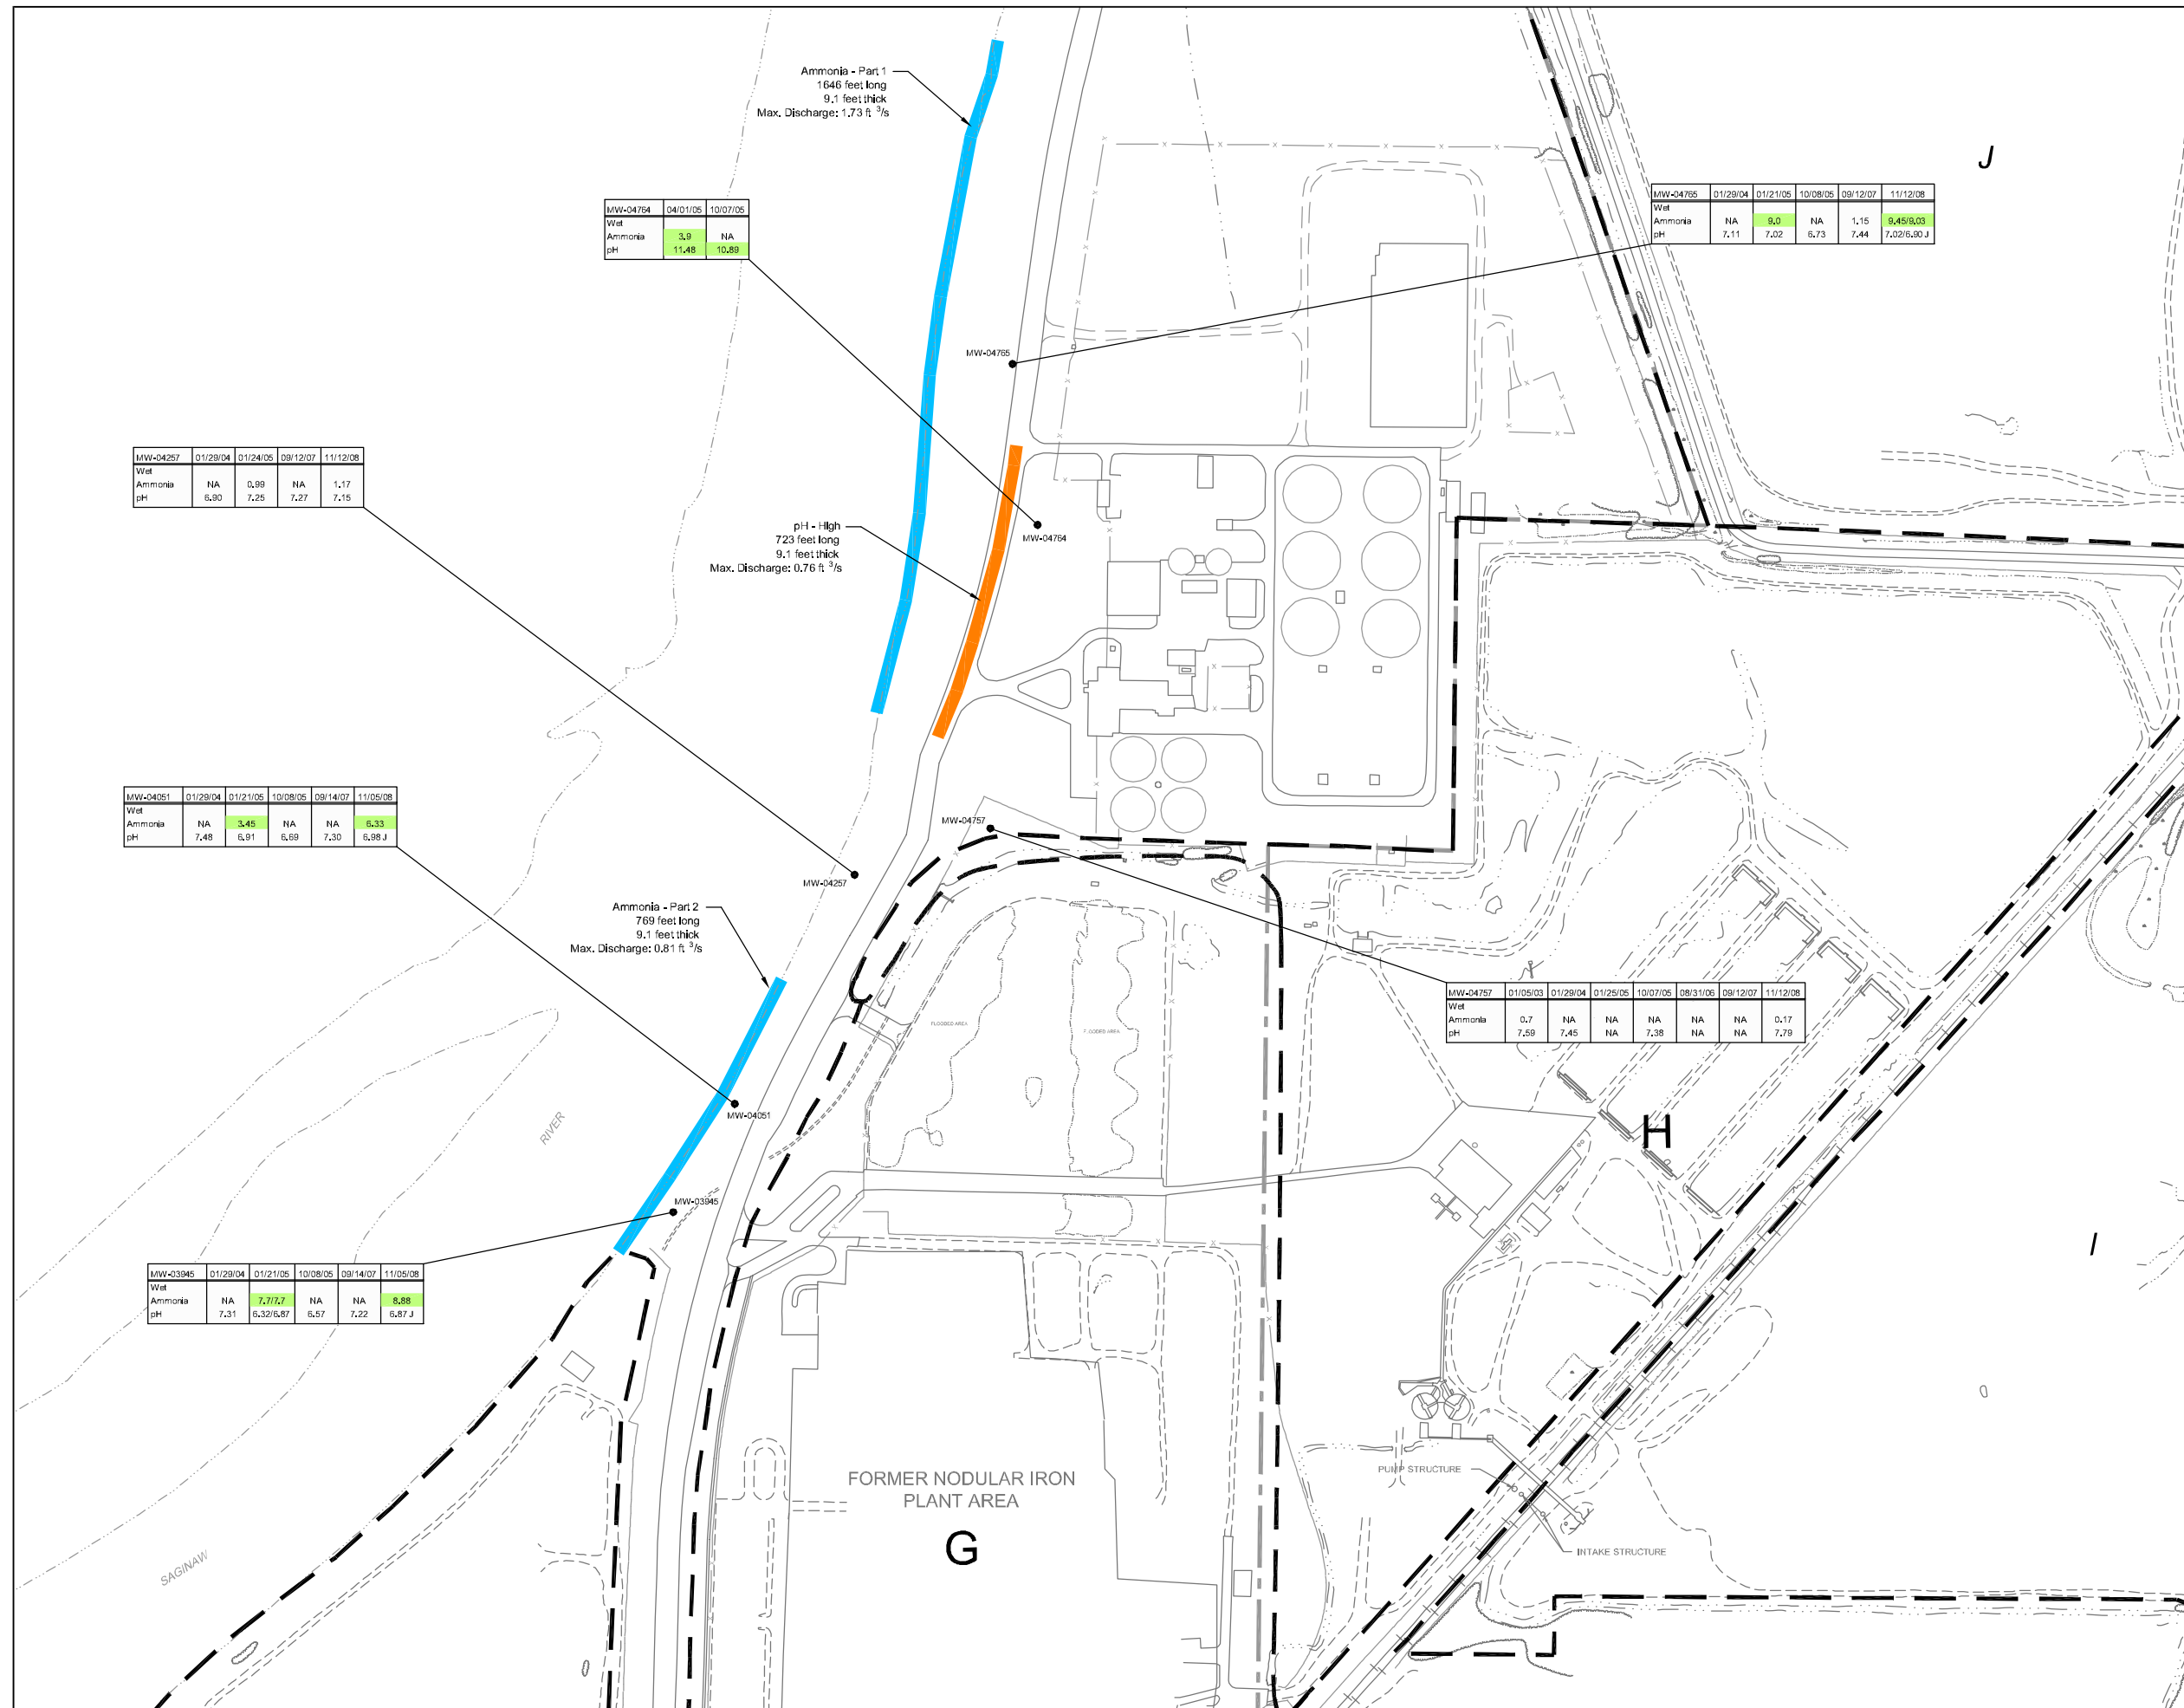 Ammonia - Part 1
1646 feet long
9.1 feet thick
Max. Discharge: 1.73 ft ³/s
J
MW-04765 01/29/04 01/21/05 10/08/05 09/12/07 11/12/08
Wet
Ammonia NA 9.0 NA 1.15 9.45/9.03
pH 7.11 7.02 6.73 7.44 7.02/6.90 J
MW-04764 04/01/05 10/07/05
Wet
Ammonia 3.9 NA
pH 11.48 10.89
MW-04765
MW-04257 01/29/04 01/24/05 09/12/07 11/12/08
Wet
Ammonia NA 0.99 NA 1.17
pH 6.90 7.25 7.27 7.15
pH - High
723 feet long
9.1 feet thick
Max. Discharge: 0.76 ft ³/s
MW-04764
MW-04051 01/29/04 01/21/05 10/08/05 09/14/07 11/05/08
Wet
Ammonia NA 3.45 NA NA 6.33
pH 7.48 6.91 6.69 7.30 6.98 J
MW-04757
MW-04257
Ammonia - Part 2
769 feet long
9.1 feet thick
Max. Discharge: 0.81 ft ³/s
MW-04757 01/05/03 01/29/04 01/25/05 10/07/05 08/31/06 09/12/07 11/12/08
Wet
Ammonia 0.7 NA NA NA NA NA 0.17
pH 7.59 7.45 NA 7.38 NA NA 7.79
FLOODED AREA
FLOODED AREA
MW-04051
RIVER
H
MW-03945
I
MW-03945 01/29/04 01/21/05 10/08/05 09/14/07 11/05/08
Wet
Ammonia NA 7.7/7.7 NA NA 8.88
pH 7.31 6.32/6.87 6.57 7.22 6.87 J
FORMER NODULAR IRON
PLANT AREA
G
PUMP STRUCTURE
INTAKE STRUCTURE
SAGINAW